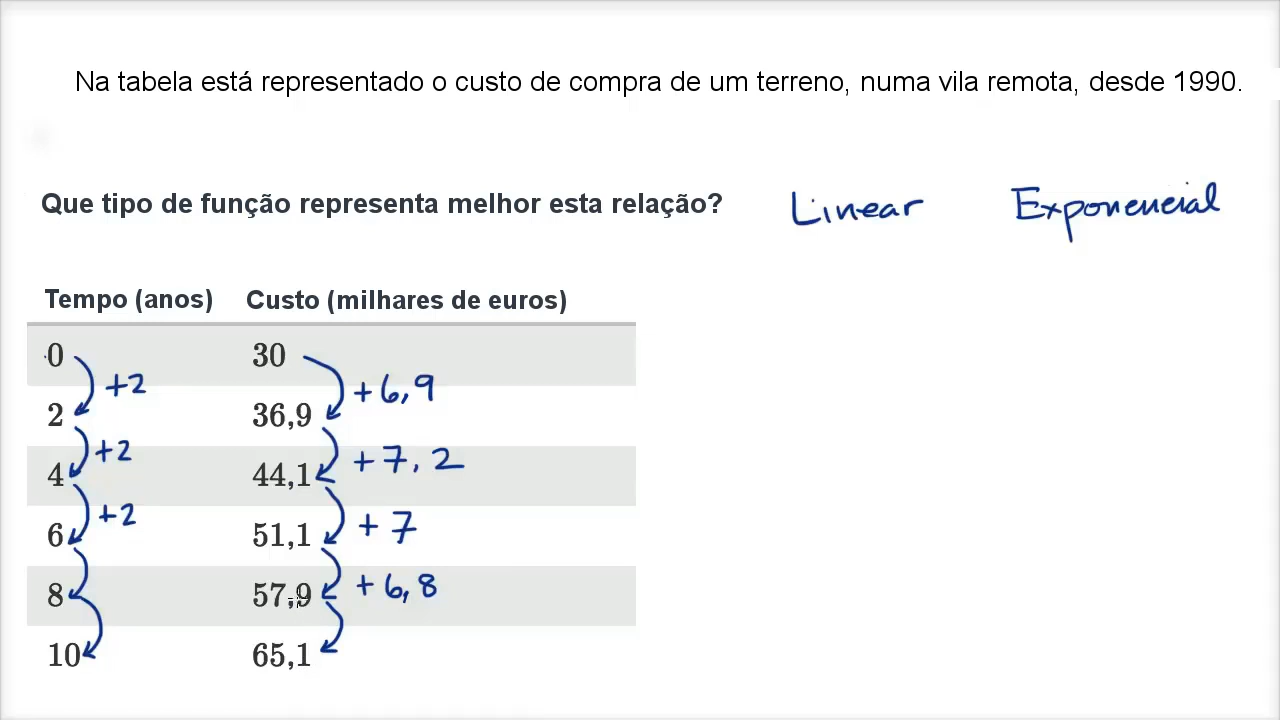 Na tabela está representado o custo de compra de um terreno, numa vila remota, desde 1990.
Que tipo de função representa melhor esta relação? Linear Exponencial
Tempo (anos) Custo (milhares de euros)
0 +2 30 +6,9
2 36,9
+2 +7,2
4 44,1
+2 +7
6 51,1
+6,8
8 57,9
10 65,1